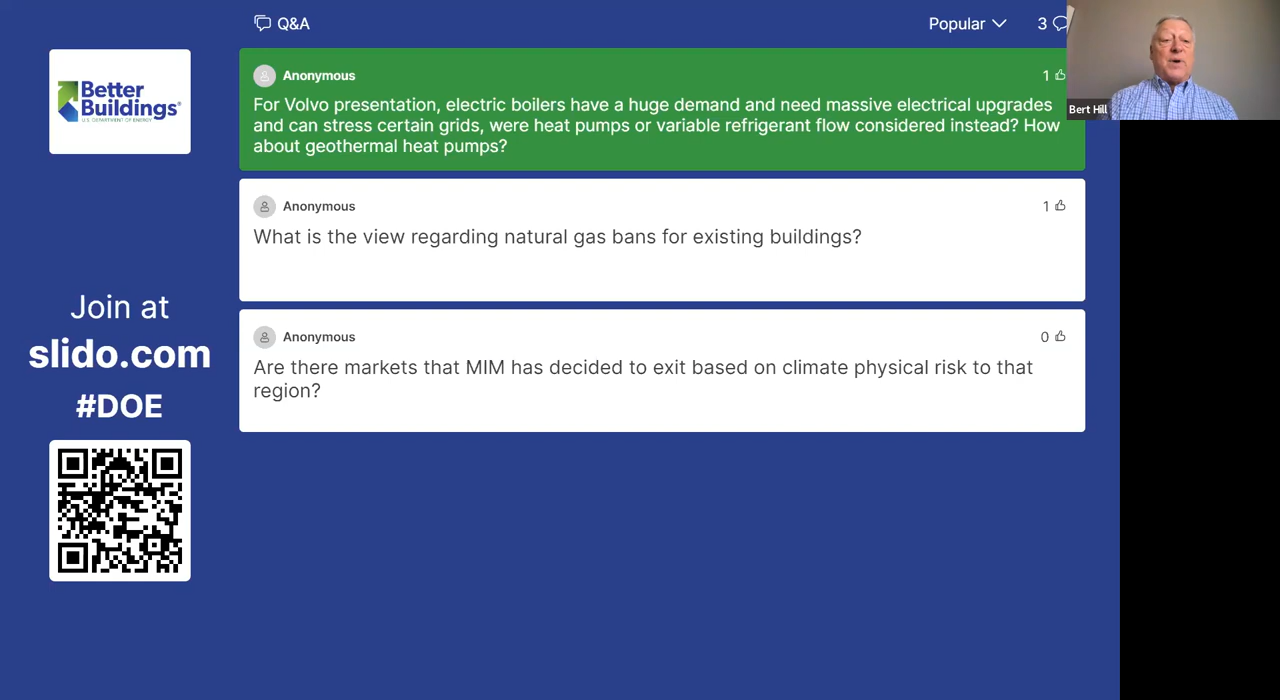 Q&A
Popular
3
Better
Buildings®
U.S. DEPARTMENT OF ENERGY
Anonymous
1
For Volvo presentation, electric boilers have a huge demand and need massive electrical upgrades
and can stress certain grids, were heat pumps or variable refrigerant flow considered instead? How
about geothermal heat pumps?
Bert Hill
Anonymous
1
What is the view regarding natural gas bans for existing buildings?
Join at
slido.com
#DOE
Anonymous
0
Are there markets that MIM has decided to exit based on climate physical risk to that
region?